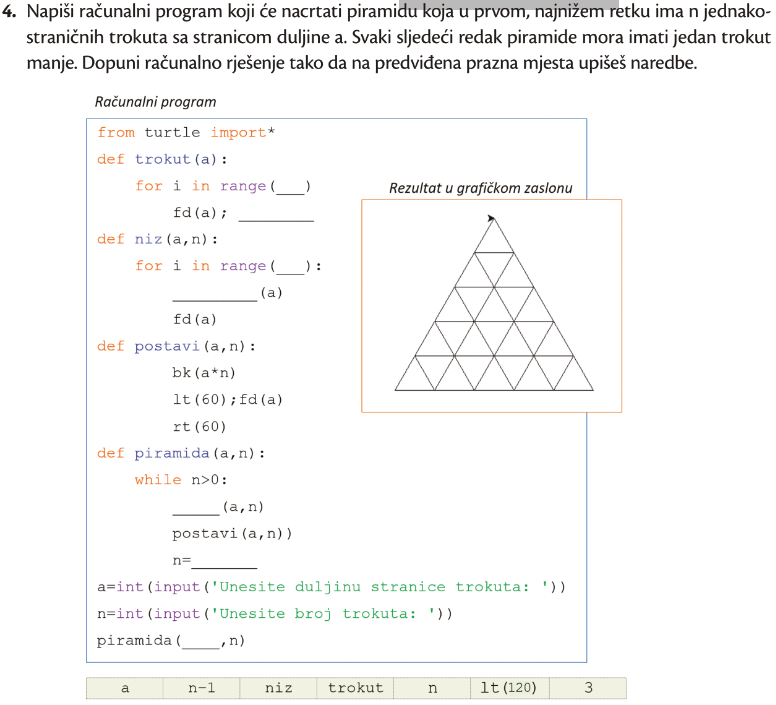 4. Napiši računalni program koji će nacrtati piramidu koja u prvom, najnižem retku ima n jednako-
straničnih trokuta sa stranicom duljine a. Svaki sljedeći redak piramide mora imati jedan trokut
manje. Dopuni računalno rješenje tako da na predviđena prazna mjesta upišeš naredbe.
Računalni program
from turtle import*
def trokut(a):
for i in range(___)
fd(a); ________
def niz(a,n):
for i in range(___):
_________(a)
fd(a)
def postavi(a,n):
bk(a*n)
lt(60);fd(a)
rt(60)
def piramida(a,n):
while n>0:
_____(a,n)
postavi(a,n))
n=_______
a=int(input('Unesite duljinu stranice trokuta: '))
n=int(input('Unesite broj trokuta: '))
piramida(____,n)
Rezultat u grafičkom zaslonu
a n-1 niz trokut n lt(120) 3